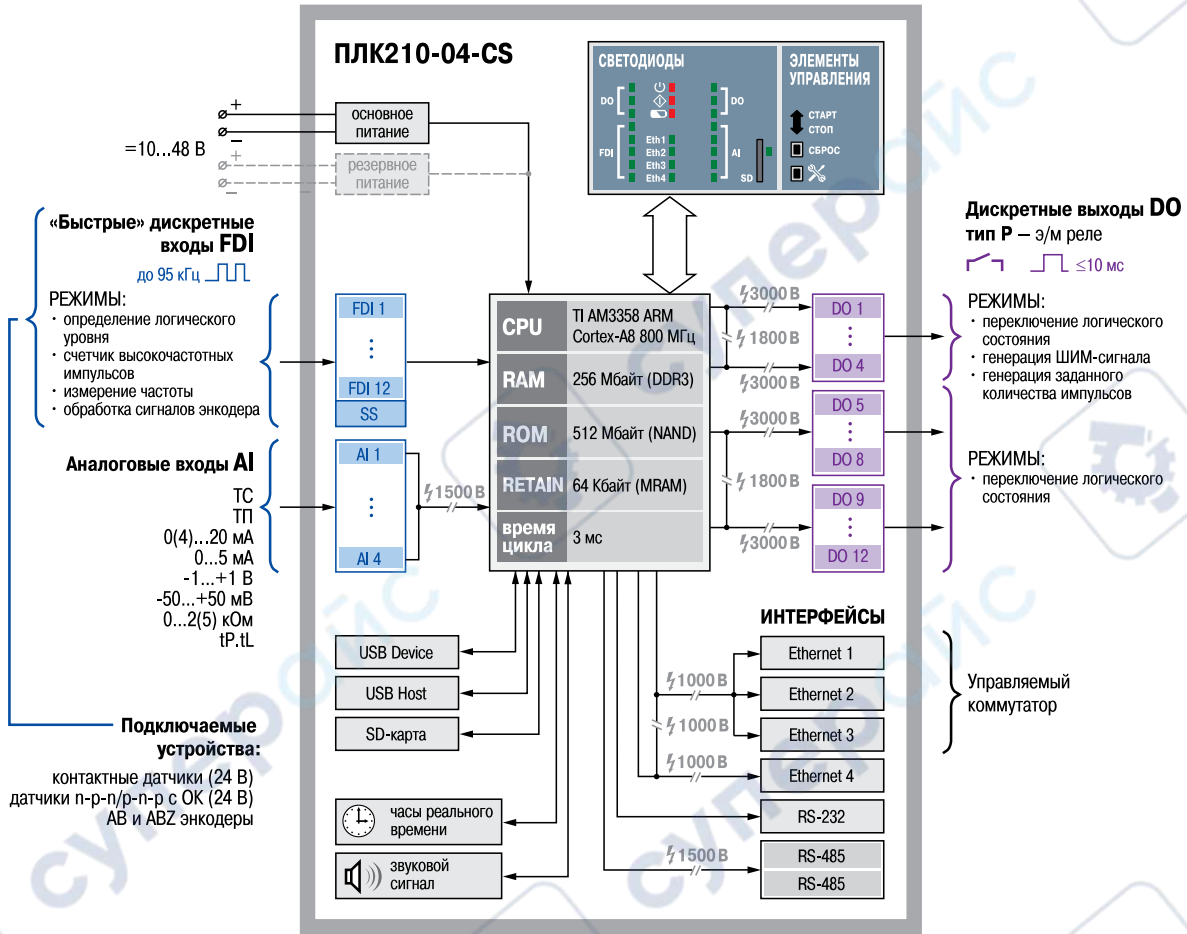 ПЛК210-04-CS
СВЕТОДИОДЫ
DO
DO
FDI
Eth1
Eth2
Eth3
Eth4
AI
SD
ЭЛЕМЕНТЫ
УПРАВЛЕНИЯ
СТАРТ
СТОП
СБРОС
+
−
=10...48 В
+
−
основное
питание
резервное
питание
«Быстрые» дискретные
входы FDI
до 95 кГц
РЕЖИМЫ:
· определение логического
уровня
· счетчик высокочастотных
импульсов
· измерение частоты
· обработка сигналов энкодера
FDI 1
FDI 12
SS
Аналоговые входы AI
ТС
ТП
0(4)...20 мА
0...5 мА
-1...+1 В
-50...+50 мВ
0...2(5) кОм
tP.tL
AI 1
AI 4
1500 В
CPU
TI AM3358 ARM
Cortex-A8 800 МГц
RAM
256 Мбайт (DDR3)
ROM
512 Мбайт (NAND)
RETAIN
64 Кбайт (MRAM)
время
цикла
3 мс
3000 В
1800 В
3000 В
3000 В
1800 В
3000 В
DO 1
DO 4
DO 5
DO 8
DO 9
DO 12
Дискретные выходы DO
тип Р – э/м реле
≤10 мс
РЕЖИМЫ:
· переключение логического
состояния
· генерация ШИМ-сигнала
· генерация заданного
количества импульсов
РЕЖИМЫ:
· переключение логического
состояния
Подключаемые
устройства:
контактные датчики (24 В)
датчики n-p-n/p-n-p с ОК (24 В)
AB и ABZ энкодеры
USB Device
USB Host
SD-карта
часы реального
времени
звуковой
сигнал
ИНТЕРФЕЙСЫ
1000 В
1000 В
1000 В
1500 В
Ethernet 1
Ethernet 2
Ethernet 3
Ethernet 4
RS-232
RS-485
RS-485
Управляемый
коммутатор
суперайс
суперайс
суперайс
суперайс